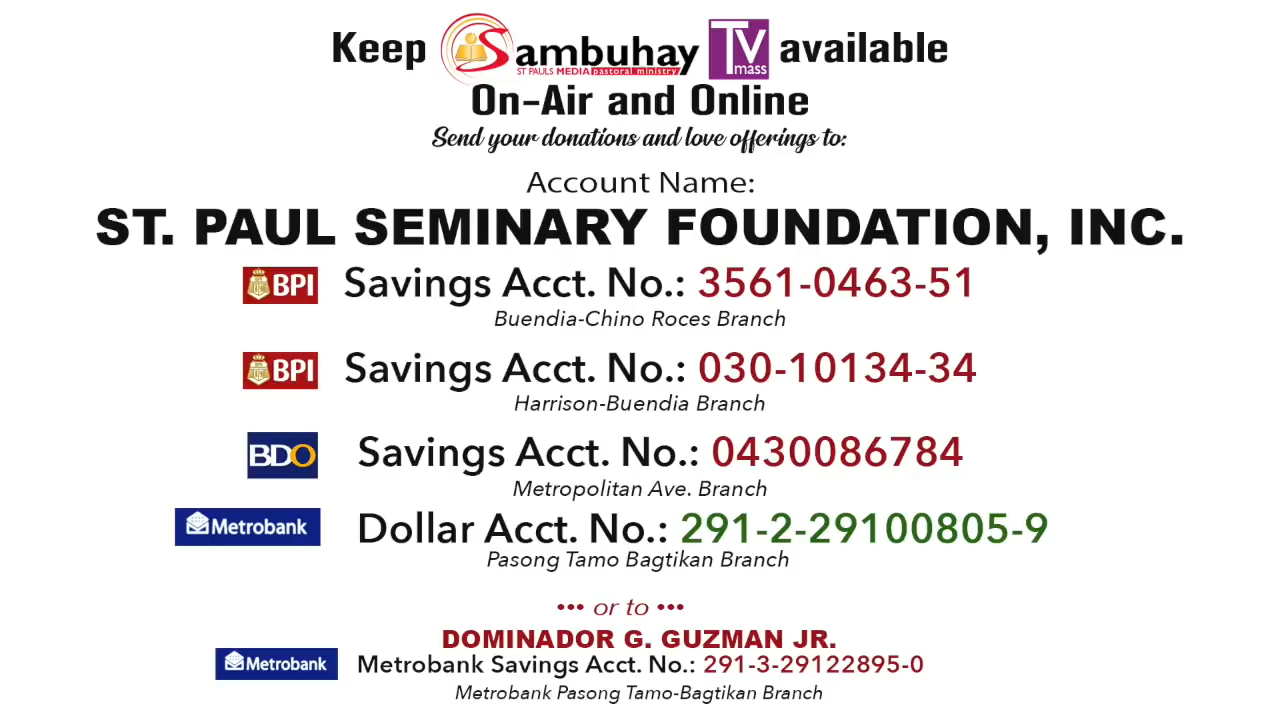 Keep Sambuhay TV mass available
ST PAULS MEDIA pastoral ministry
On-Air and Online
Send your donations and love offerings to:
Account Name:
ST. PAUL SEMINARY FOUNDATION, INC.
BPI Savings Acct. No.: 3561-0463-51
Buendia-Chino Roces Branch
BPI Savings Acct. No.: 030-10134-34
Harrison-Buendia Branch
BDO Savings Acct. No.: 0430086784
Metropolitan Ave. Branch
Metrobank Dollar Acct. No.: 291-2-29100805-9
Pasong Tamo Bagtikan Branch
••• or to •••
DOMINADOR G. GUZMAN JR.
Metrobank Metrobank Savings Acct. No.: 291-3-29122895-0
Metrobank Pasong Tamo-Bagtikan Branch